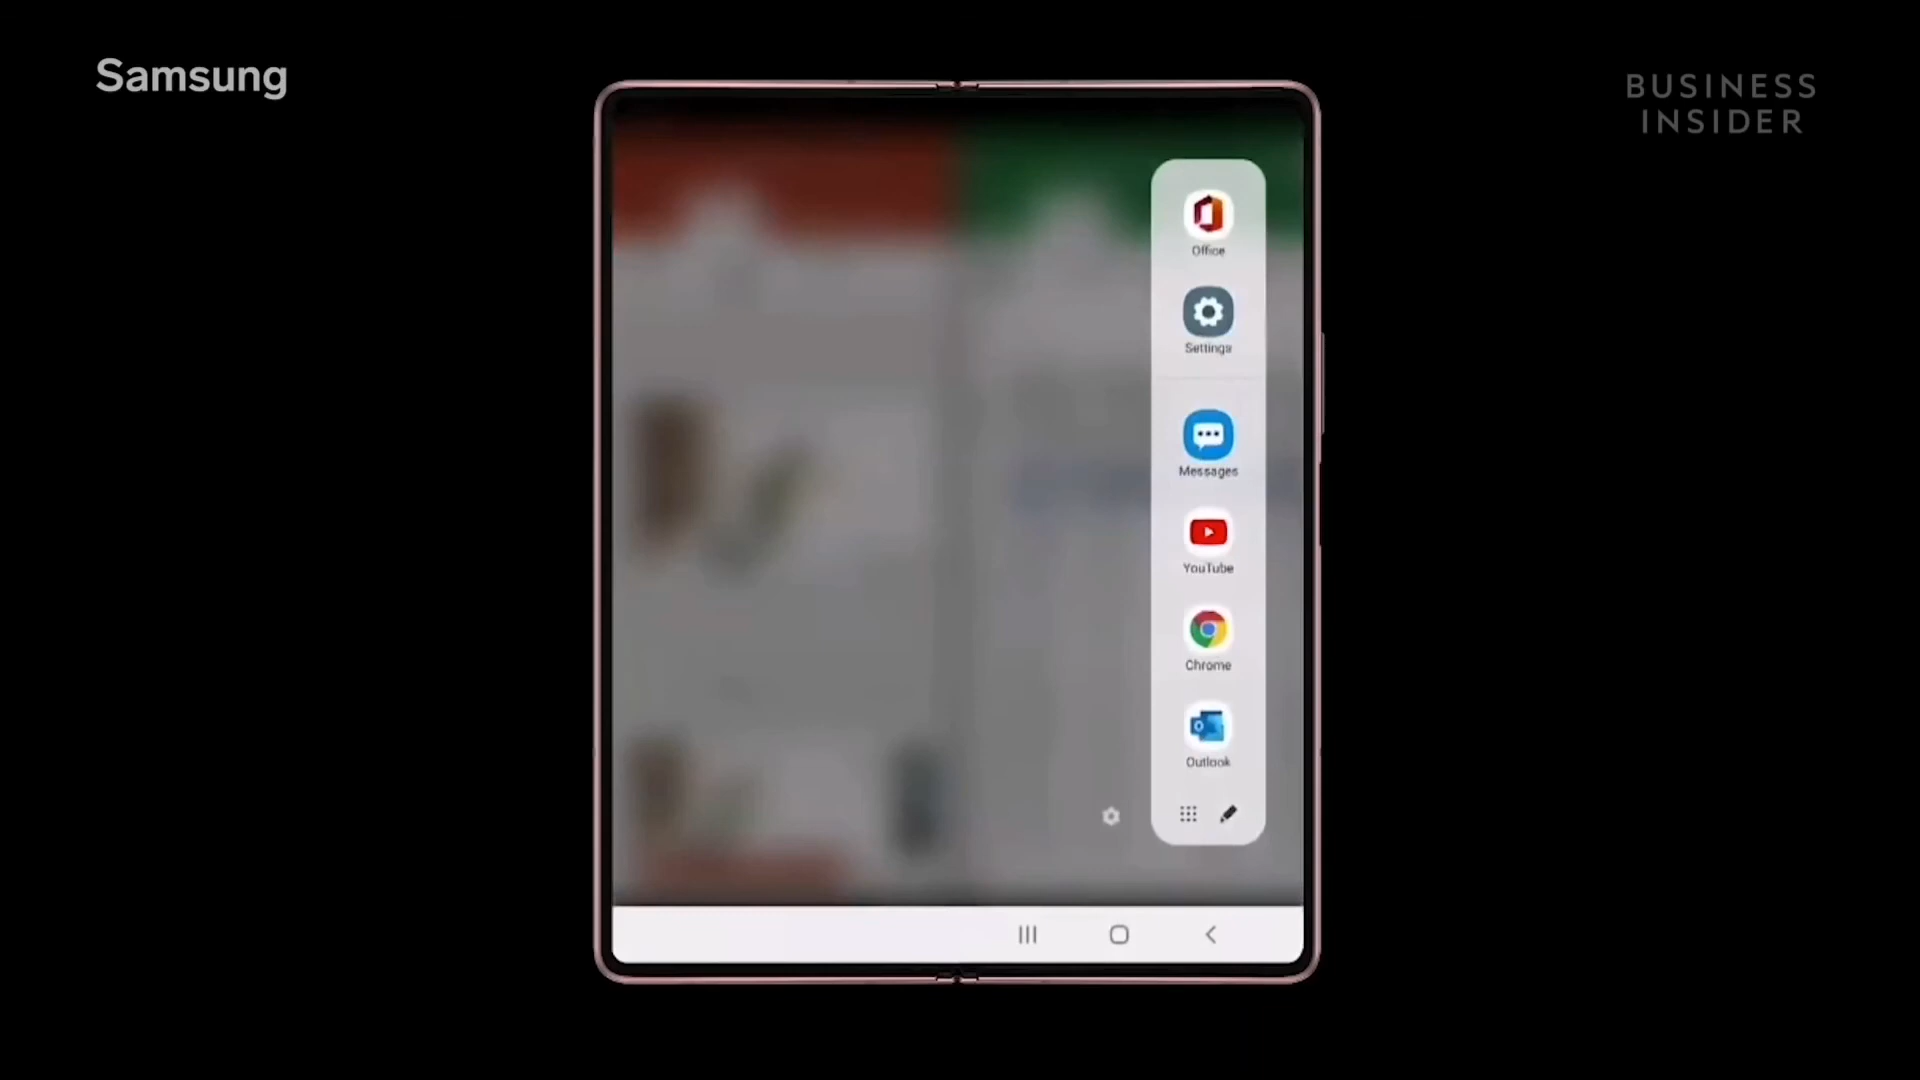 Samsung
BUSINESS
INSIDER
Office
Settings
Messages
YouTube
Chrome
Outlook